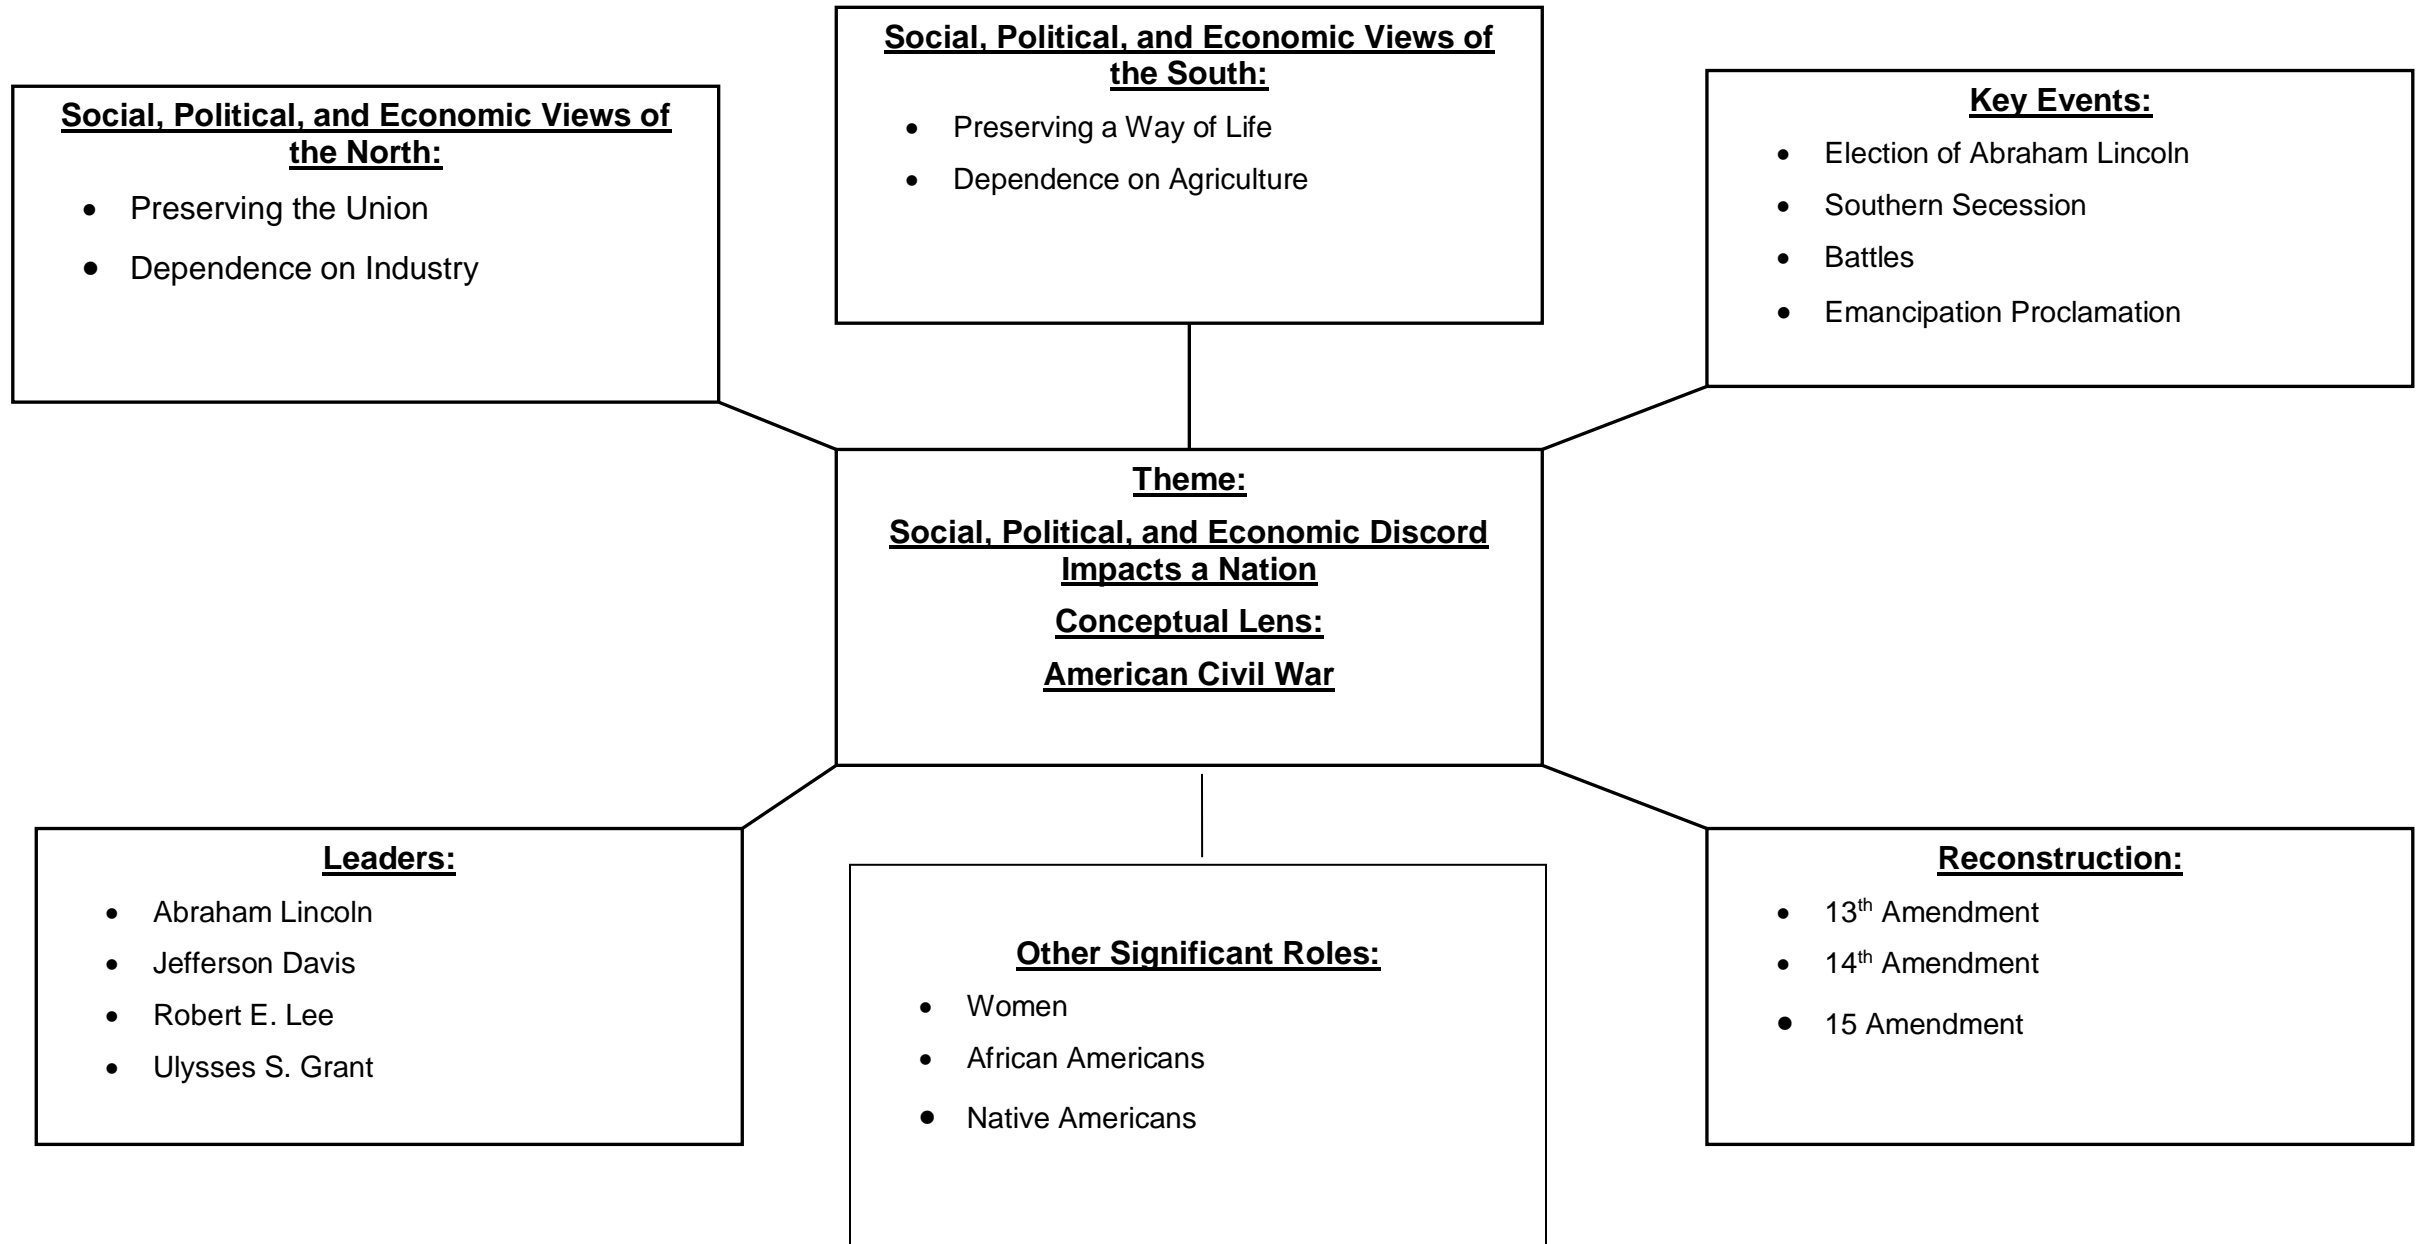 Social, Political, and Economic Views of
the North:
• Preserving the Union
• Dependence on Industry
Social, Political, and Economic Views of
the South:
• Preserving a Way of Life
• Dependence on Agriculture
Key Events:
• Election of Abraham Lincoln
• Southern Secession
• Battles
• Emancipation Proclamation
Theme:
Social, Political, and Economic Discord
Impacts a Nation
Conceptual Lens:
American Civil War
Leaders:
• Abraham Lincoln
• Jefferson Davis
• Robert E. Lee
• Ulysses S. Grant
Other Significant Roles:
• Women
• African Americans
• Native Americans
Reconstruction:
• 13th Amendment
• 14th Amendment
• 15 Amendment